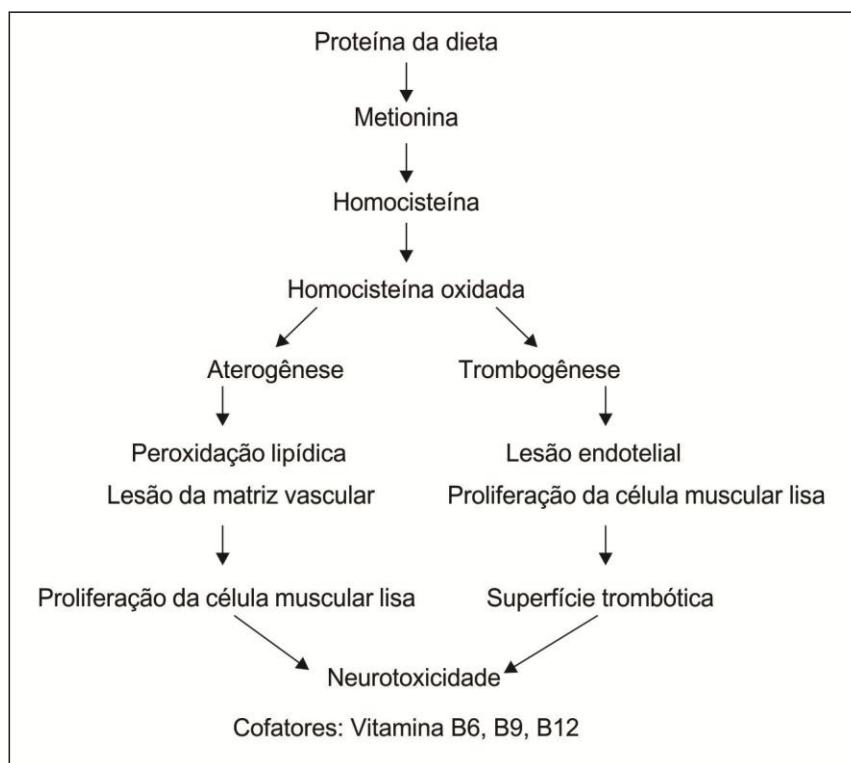 Proteína da dieta
Metionina
Homocisteína
Homocisteína oxidada
Aterogênese
Trombogênese
Peroxidação lipídica
Lesão da matriz vascular
Lesão endotelial
Proliferação da célula muscular lisa
Proliferação da célula muscular lisa
Superfície trombótica
Neurotoxicidade
Cofatores: Vitamina B6, B9, B12